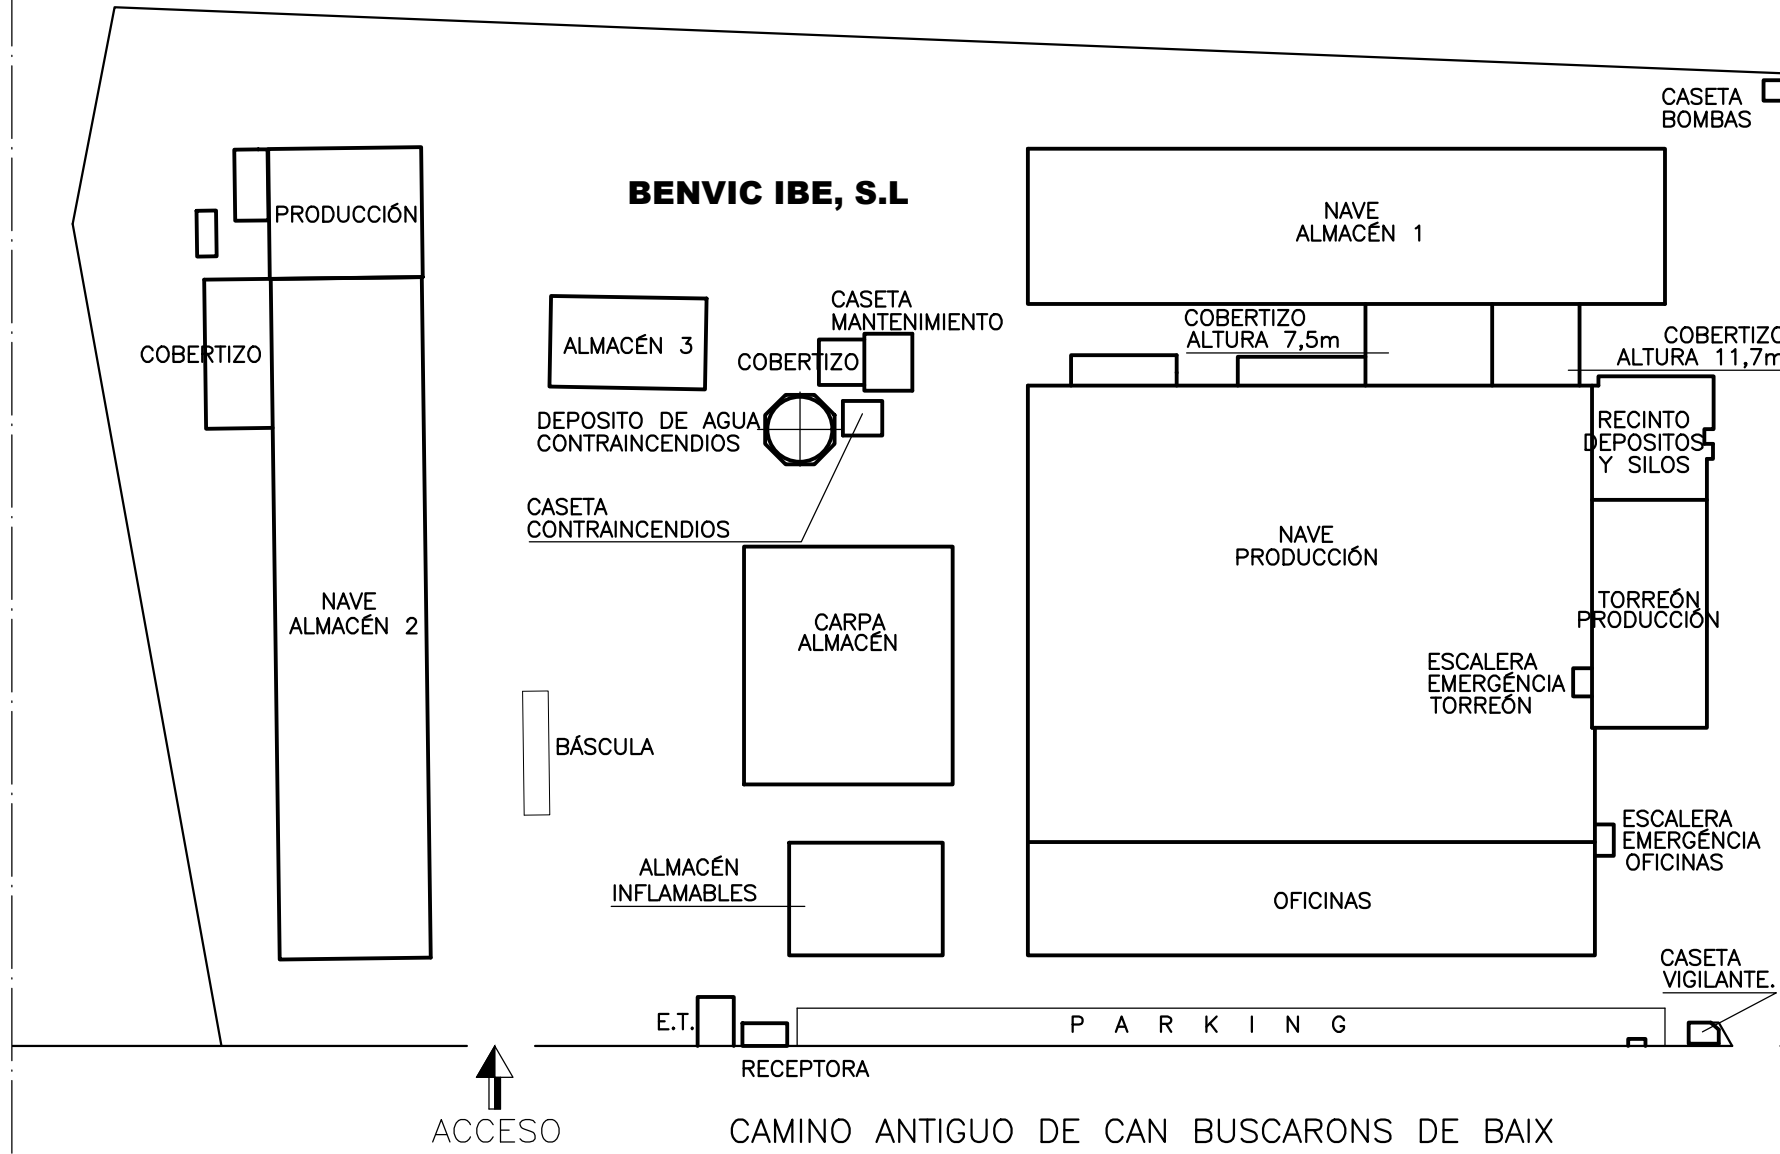 CASETA
BOMBAS
BENVIC IBE, S.L
PRODUCCIÓN
NAVE
ALMACÉN 1
CASETA
MANTENIMIENTO
COBERTIZO
ALTURA 7,5m
COBERTIZO
ALTURA 11,7m
ALMACÉN 3
COBERTIZO
COBERTIZO
DEPOSITO DE AGUA
CONTRAINCENDIOS
RECINTO
DEPOSITOS
Y SILOS
CASETA
CONTRAINCENDIOS
NAVE
PRODUCCIÓN
NAVE
ALMACÉN 2
CARPA
ALMACÉN
TORREÓN
PRODUCCIÓN
ESCALERA
EMERGÉNCIA
TORREÓN
BÁSCULA
ESCALERA
EMERGÉNCIA
OFICINAS
ALMACÉN
INFLAMABLES
OFICINAS
CASETA
VIGILANTE.
E.T.
PARKING
RECEPTORA
ACCESO
CAMINO ANTIGUO DE CAN BUSCARONS DE BAIX